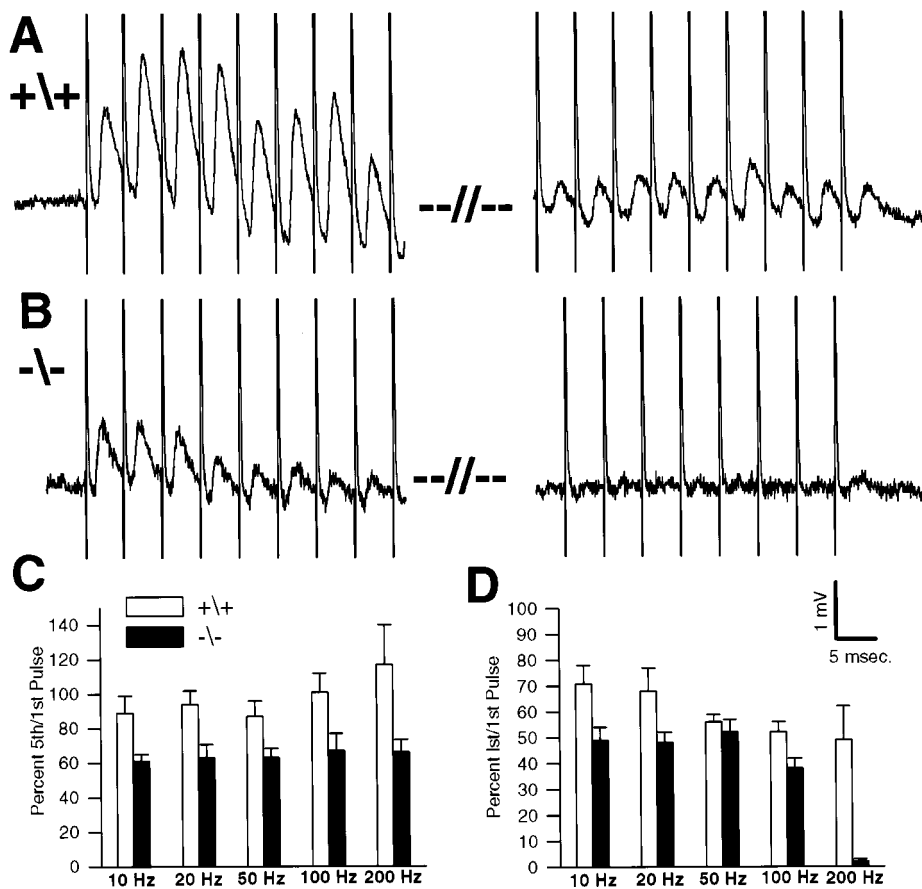 A
+\+
--//--
B
-\-
--//--
C
+\+
-\-
Percent 5th/1st Pulse
140
120
100
80
60
40
20
0
10 Hz 20 Hz 50 Hz 100 Hz 200 Hz
D
1 mV
5 msec.
Percent lst/1st Pulse
100
90
80
70
60
50
40
30
20
10
0
10 Hz 20 Hz 50 Hz 100 Hz 200 Hz